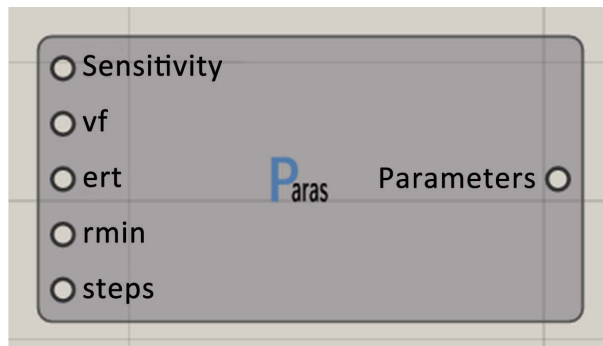 Sensitivity
vf
ert
rmin
steps
Paras
Parameters